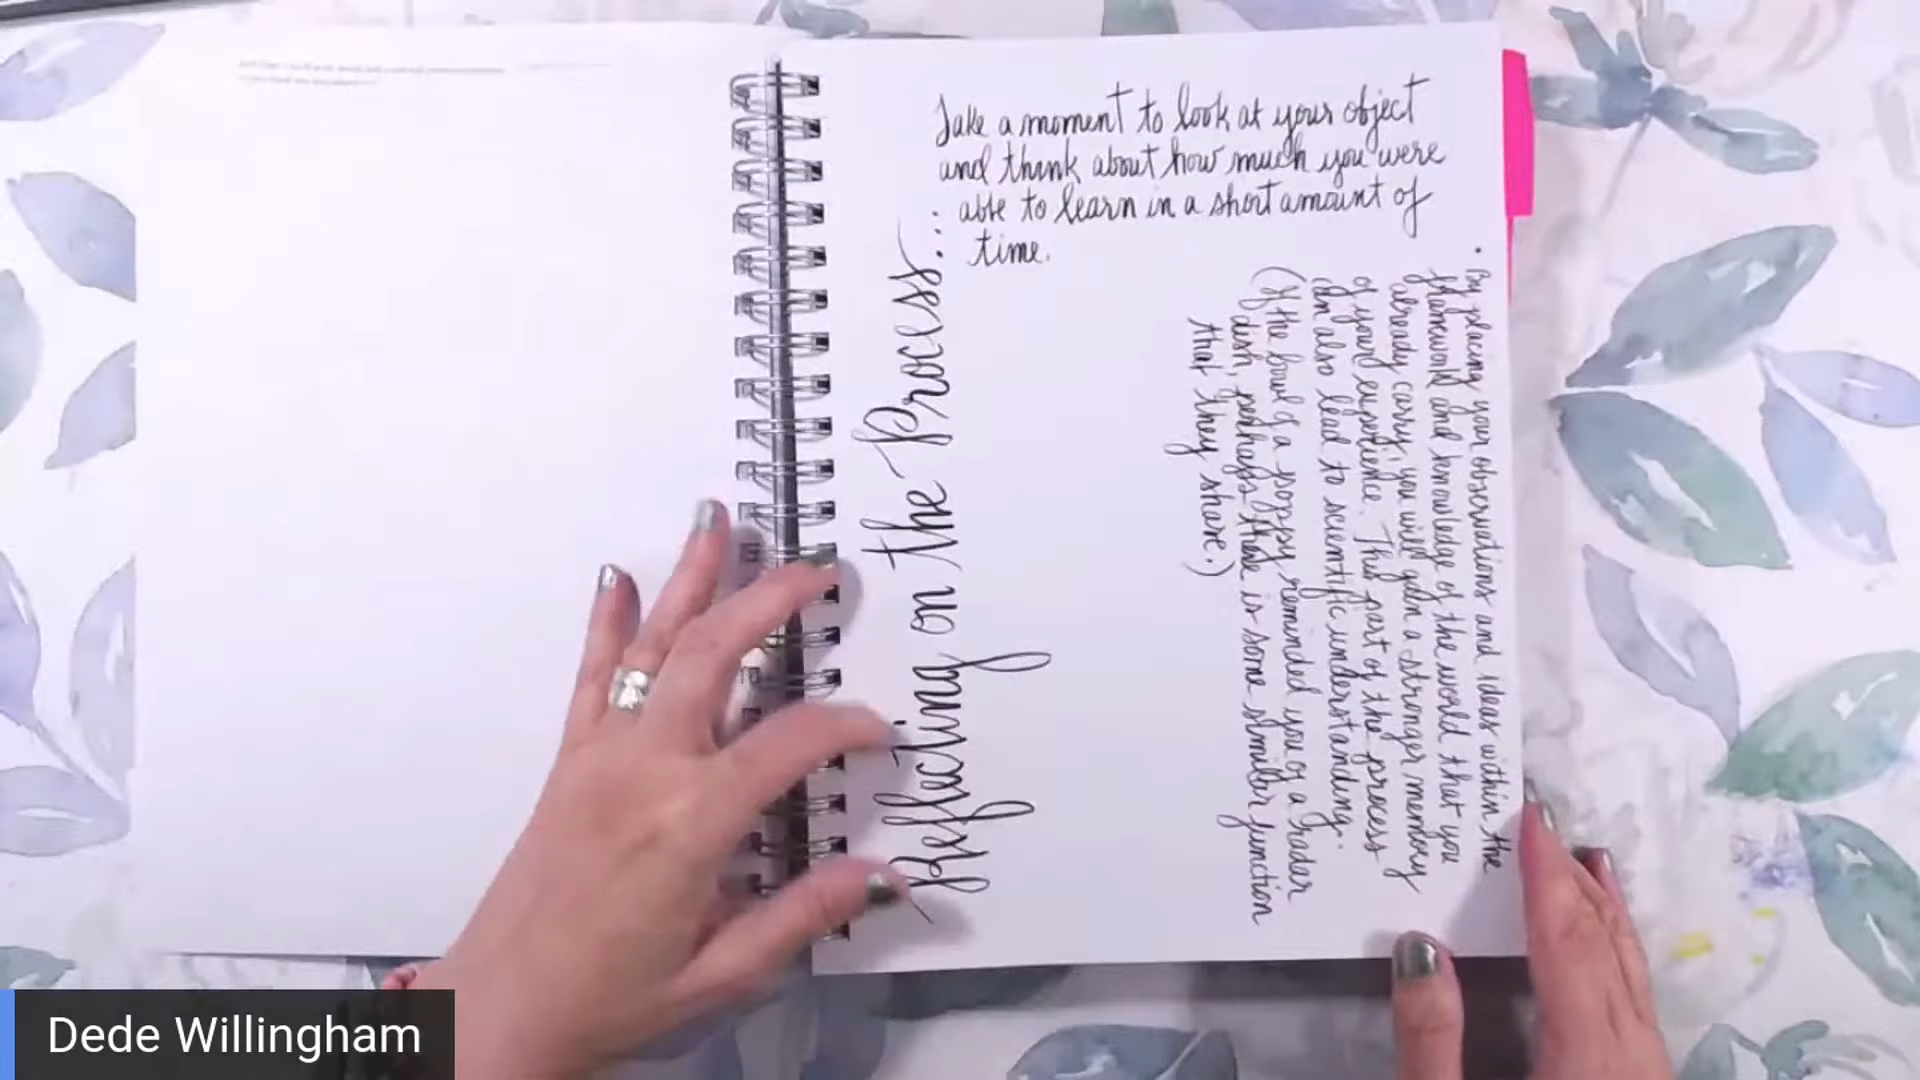 Reflecting on the Process...
Take a moment to look at your object
and think about how much you were
able to learn in a short amount of
time.
• By placing your observations and ideas within the
framework and knowledge of the world that you
already carry, you will gain a stronger memory
of your experience. This part of the process
can also lead to scientific understanding.
(If the bowl of a poppy reminded you of a radar
dish, perhaps there is some similar function
that they share.)
Dede Willingham